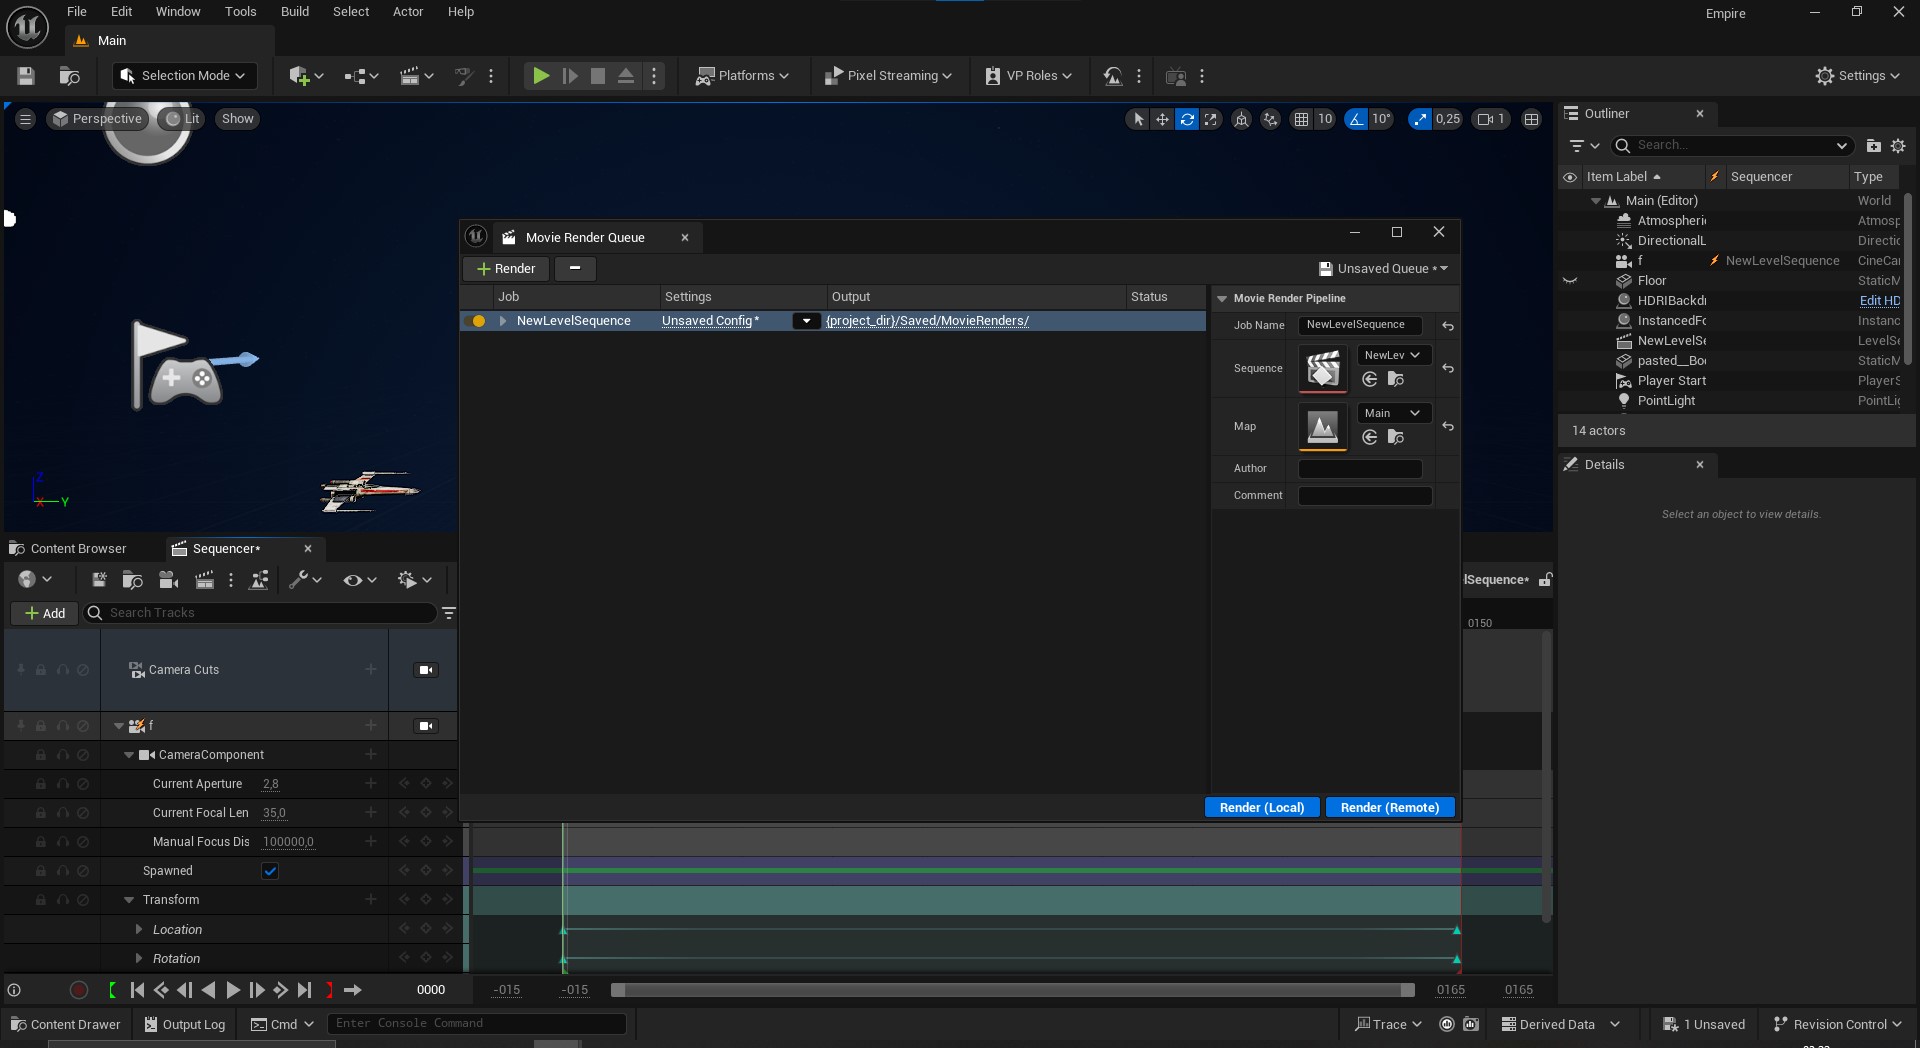 File Edit Window Tools Build Select Actor Help
Empire
Main
Selection Mode
Platforms
Pixel Streaming
VP Roles
Settings
Perspective
Lit
Show
10
10°
0,25
1
Outliner
Search...
Item Label
Sequencer
Type
Main (Editor) World
Atmospheri Atmosp
DirectionalL Directic
f NewLevelSequence CineCar
Floor StaticM
HDRIBackdr Edit HD
InstancedFo Instanc
NewLevelSe LevelSe
pasted__Bo StaticM
Player Start PlayerS
PointLight PointLig
14 actors
Details
Select an object to view details.
Movie Render Queue
Render
Unsaved Queue *
Job Settings Output Status
NewLevelSequence Unsaved Config * {project_dir}/Saved/MovieRenders/
Movie Render Pipeline
Job Name NewLevelSequence
Sequence NewLev
Map Main
Author
Comment
Render (Local) Render (Remote)
Z
X Y
Content Browser
Sequencer*
lSequence*
Add
Search Tracks
0150
Camera Cuts
f
CameraComponent
Current Aperture 2,8
Current Focal Len 35,0
Manual Focus Dis 100000,0
Spawned
Transform
Location
Rotation
0000
-015 -015 0165 0165
Content Drawer
Output Log
Cmd
Enter Console Command
Trace
Derived Data
1 Unsaved
Revision Control